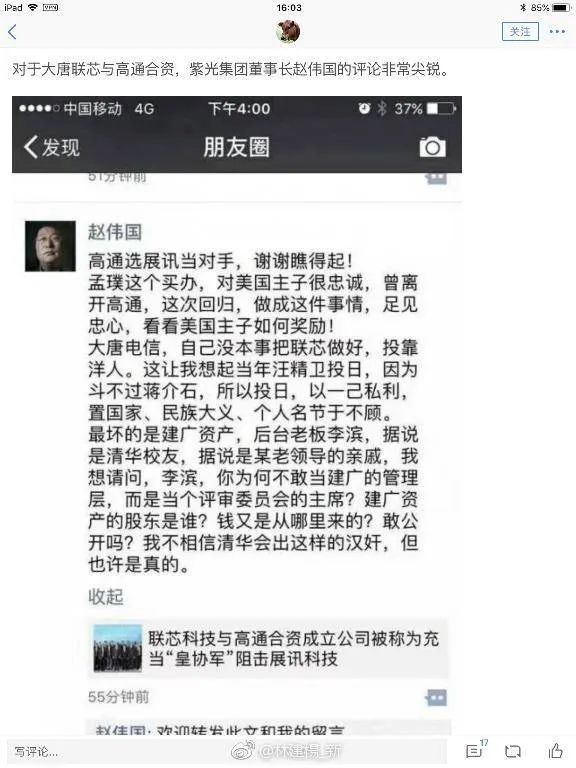 iPad
VPN
16:03
85%
关注
对于大唐联芯与高通合资，紫光集团董事长赵伟国的评论非常尖锐。
中国移动 4G
下午4:00
37%
发现
朋友圈
51分钟前
赵伟国
高通选展讯当对手，谢谢瞧得起！
孟璞这个买办，对美国主子很忠诚，曾离
开高通，这次回归，做成这件事情，足见
忠心，看看美国主子如何奖励！
大唐电信，自己没本事把联芯做好，投靠
洋人。这让我想起当年汪精卫投日，因为
斗不过蒋介石，所以投日，以一己私利，
置国家、民族大义、个人名节于不顾。
最坏的是建广资产，后台老板李滨，据说
是清华校友，据说是某老领导的亲戚，我
想请问，李滨，你为何不敢当建广的管理
层，而是当个评审委员会的主席？建广资
产的股东是谁？钱又是从哪里来的？敢公
开吗？我不相信清华会出这样的汉奸，但
也许是真的。
收起
联芯科技与高通合资成立公司被称为充
当“皇协军”阻击展讯科技
55分钟前
赵伟国: 欢迎转发此文和我的留言
写评论...
@林建锡_新
17